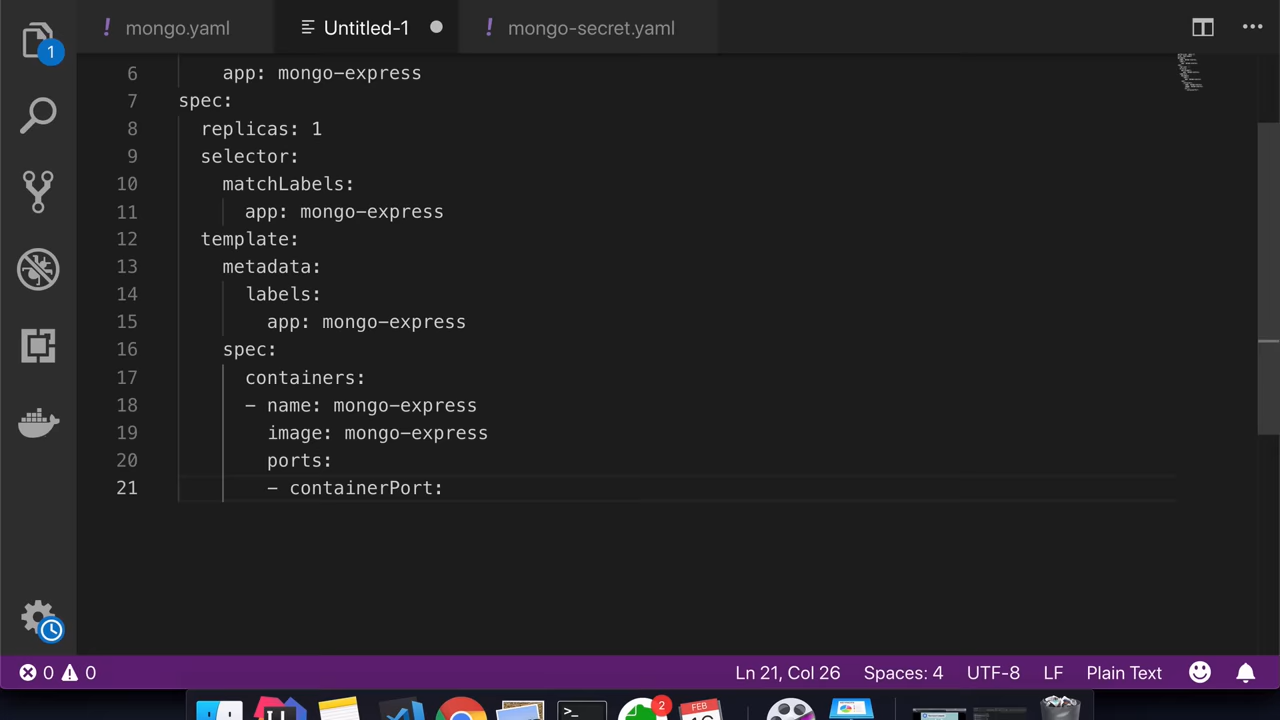 mongo.yaml
Untitled-1
mongo-secret.yaml
1
6 app: mongo-express
7 spec:
8 replicas: 1
9 selector:
10 matchLabels:
11 app: mongo-express
12 template:
13 metadata:
14 labels:
15 app: mongo-express
16 spec:
17 containers:
18 - name: mongo-express
19 image: mongo-express
20 ports:
21 - containerPort:
0 0 Ln 21, Col 26 Spaces: 4 UTF-8 LF Plain Text
2
FEB